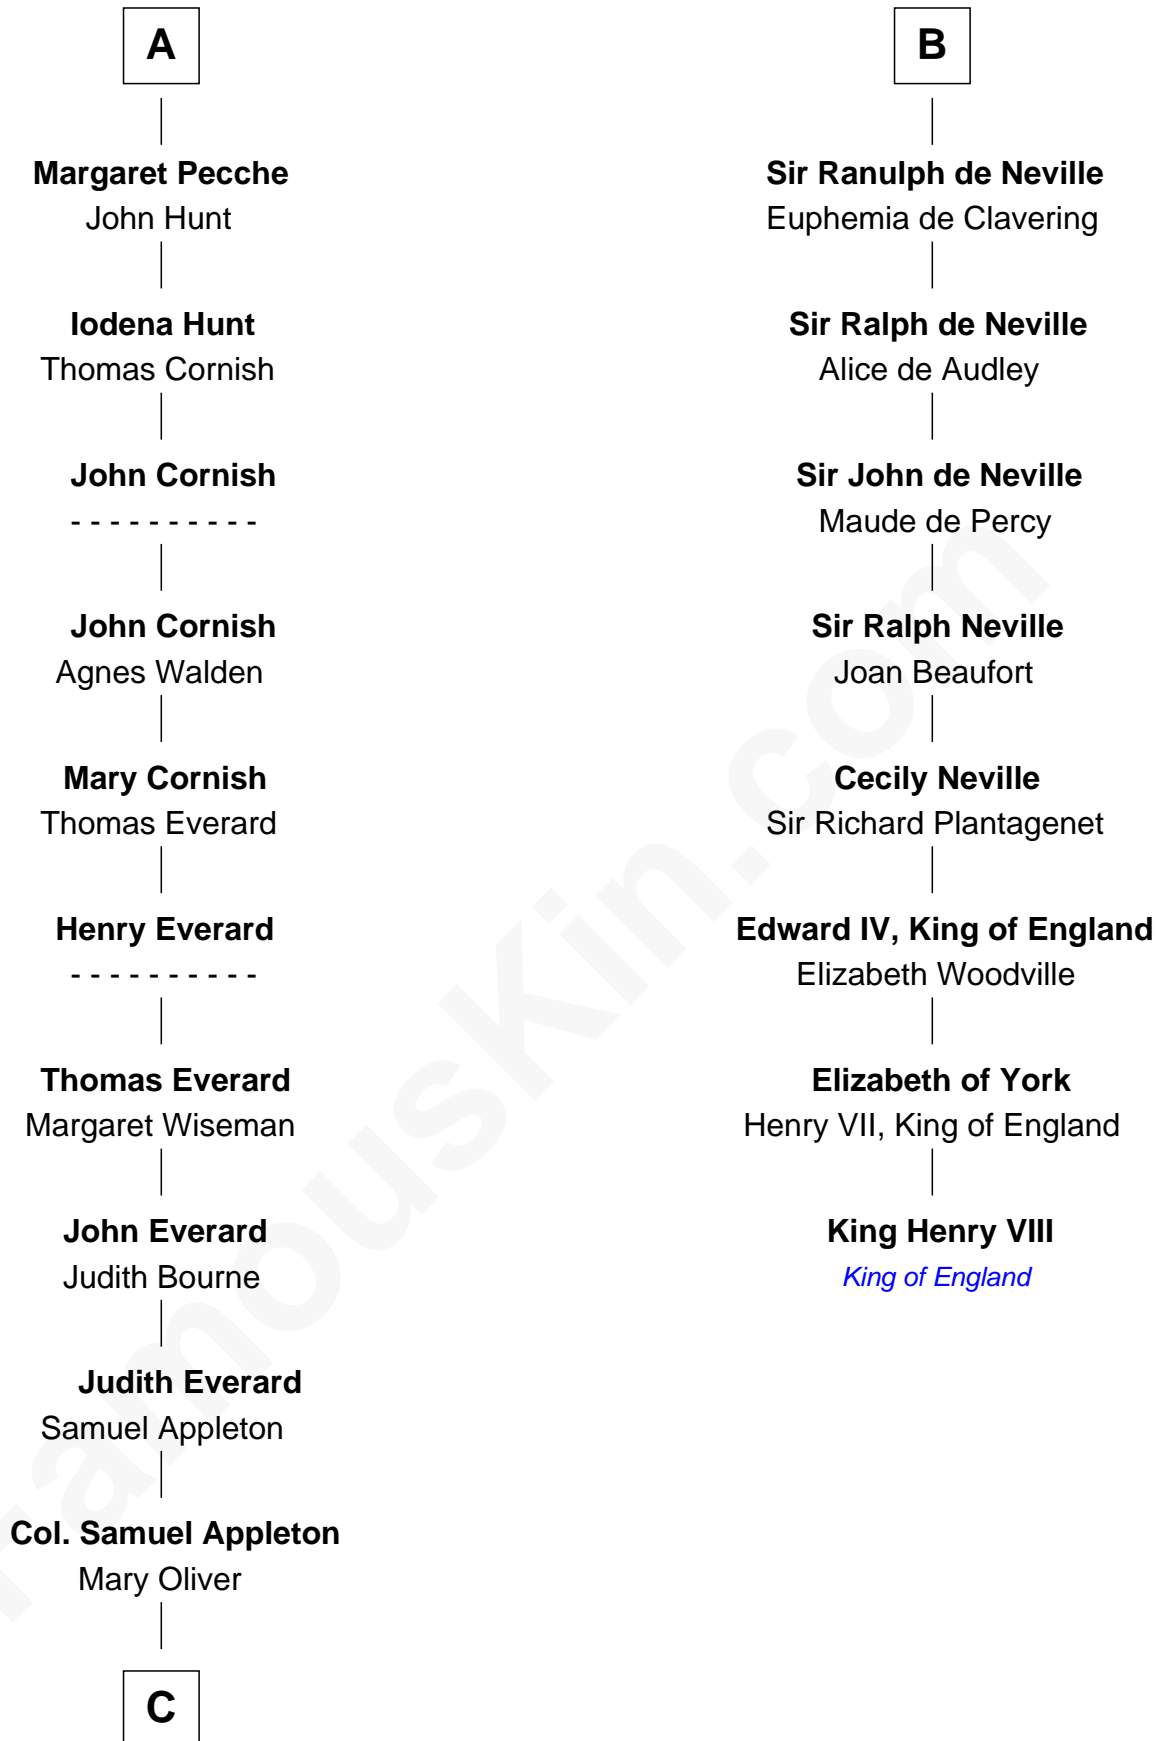 A
Margaret Pecche
John Hunt
Iodena Hunt
Thomas Cornish
John Cornish
- - - - - - - - - -
John Cornish
Agnes Walden
Mary Cornish
Thomas Everard
Henry Everard
- - - - - - - - - -
Thomas Everard
Margaret Wiseman
John Everard
Judith Bourne
Judith Everard
Samuel Appleton
Col. Samuel Appleton
Mary Oliver
C
B
Sir Ranulph de Neville
Euphemia de Clavering
Sir Ralph de Neville
Alice de Audley
Sir John de Neville
Maude de Percy
Sir Ralph Neville
Joan Beaufort
Cecily Neville
Sir Richard Plantagenet
Edward IV, King of England
Elizabeth Woodville
Elizabeth of York
Henry VII, King of England
King Henry VIII
King of England
FamousKin.com